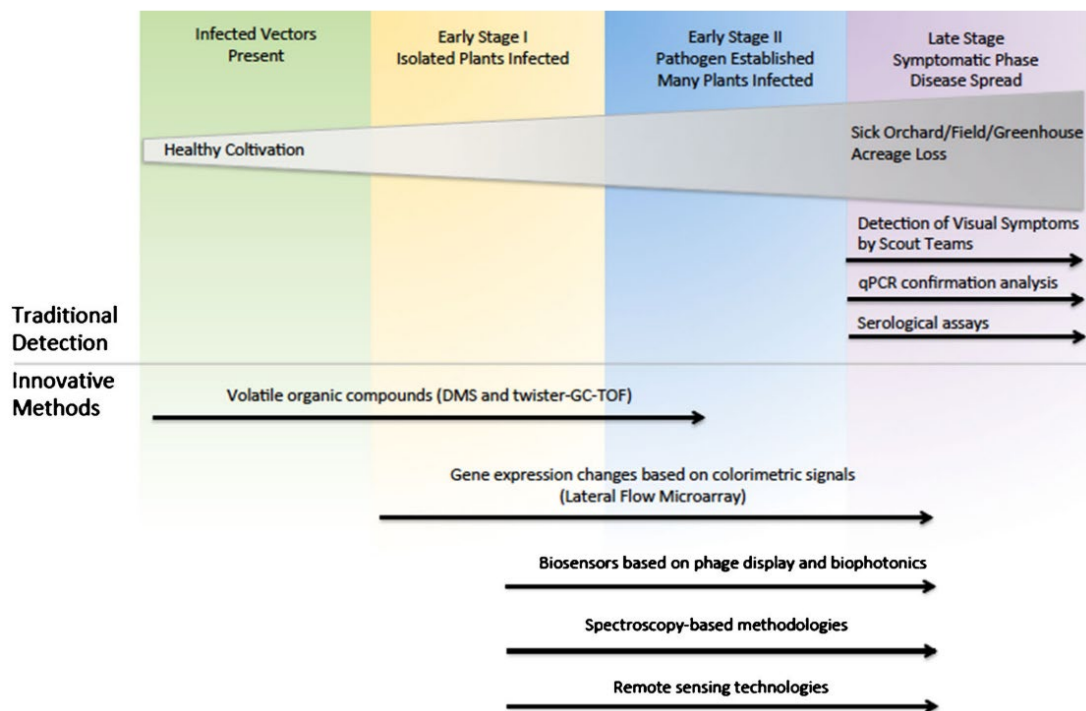 Infected Vectors
Present
Early Stage I
Isolated Plants Infected
Early Stage II
Pathogen Established
Many Plants Infected
Late Stage
Symptomatic Phase
Disease Spread
Healthy Coltivation
Sick Orchard/Field/Greenhouse
Acreage Loss
Detection of Visual Symptoms
by Scout Teams
qPCR confirmation analysis
Serological assays
Traditional
Detection
Innovative
Methods
Volatile organic compounds (DMS and twister-GC-TOF)
Gene expression changes based on colorimetric signals
(Lateral Flow Microarray)
Biosensors based on phage display and biophotonics
Spectroscopy-based methodologies
Remote sensing technologies